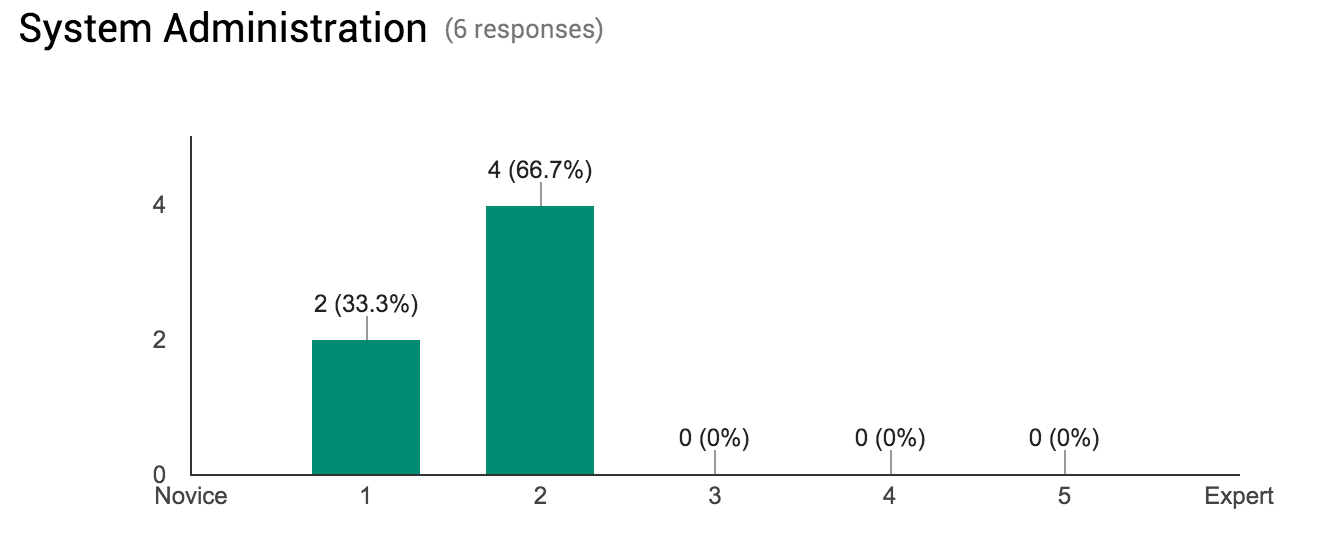 System Administration (6 responses)
4 (66.7%)
4
2 (33.3%)
2
0 (0%) 0 (0%) 0 (0%)
0
Novice 1 2 3 4 5 Expert